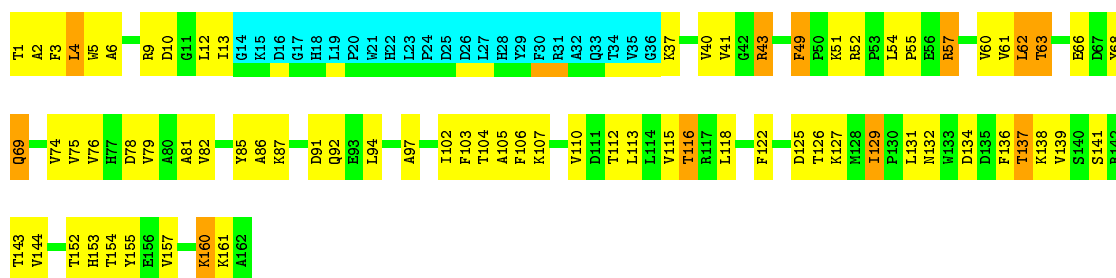 T1 A2 F3 L4 W5 A6 R9 D10 G11 L12 I13 G14 K15 D16 G17 H18 L19 P20 W21 H22 L23 P24 D25 D26 L27 H28 Y29 F30 R31 A32 Q33 T34 V35 G36 K37 V40 V41 G42 R43 F49 P50 K51 R52 P53 L54 P55 E56 R57 V60 V61 L62 T63 E66 D67 Y68
Q69 V74 V75 V76 H77 D78 V79 A80 A81 V82 Y85 A86 K87 D91 Q92 E93 L94 A97 I102 F103 T104 A105 F106 K107 V110 D111 T112 L113 L114 V115 T116 R117 L118 F122 D125 T126 K127 M128 I129 P130 L131 N132 W133 D134 D135 F136 T137 K138 V139 S140 S141 R142
T143 V144 T152 H153 T154 Y155 E156 V157 K160 K161 A162